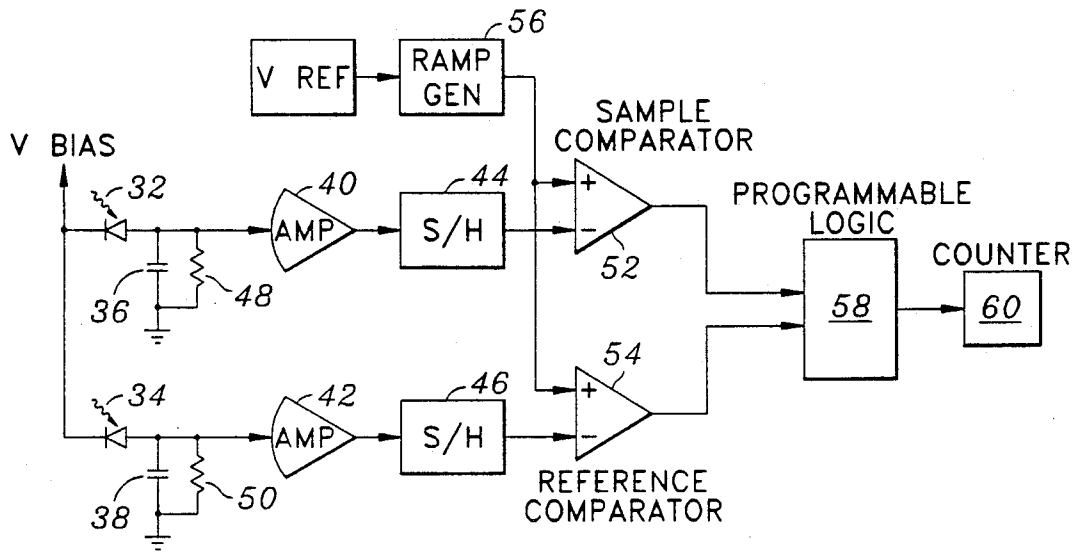 56
V REF
RAMP
GEN
SAMPLE
COMPARATOR
V BIAS
32
40
44
PROGRAMMABLE
LOGIC
AMP
S/H
+
−
52
COUNTER
36
48
58
60
34
42
46
54
+
AMP
S/H
−
38
50
REFERENCE
COMPARATOR